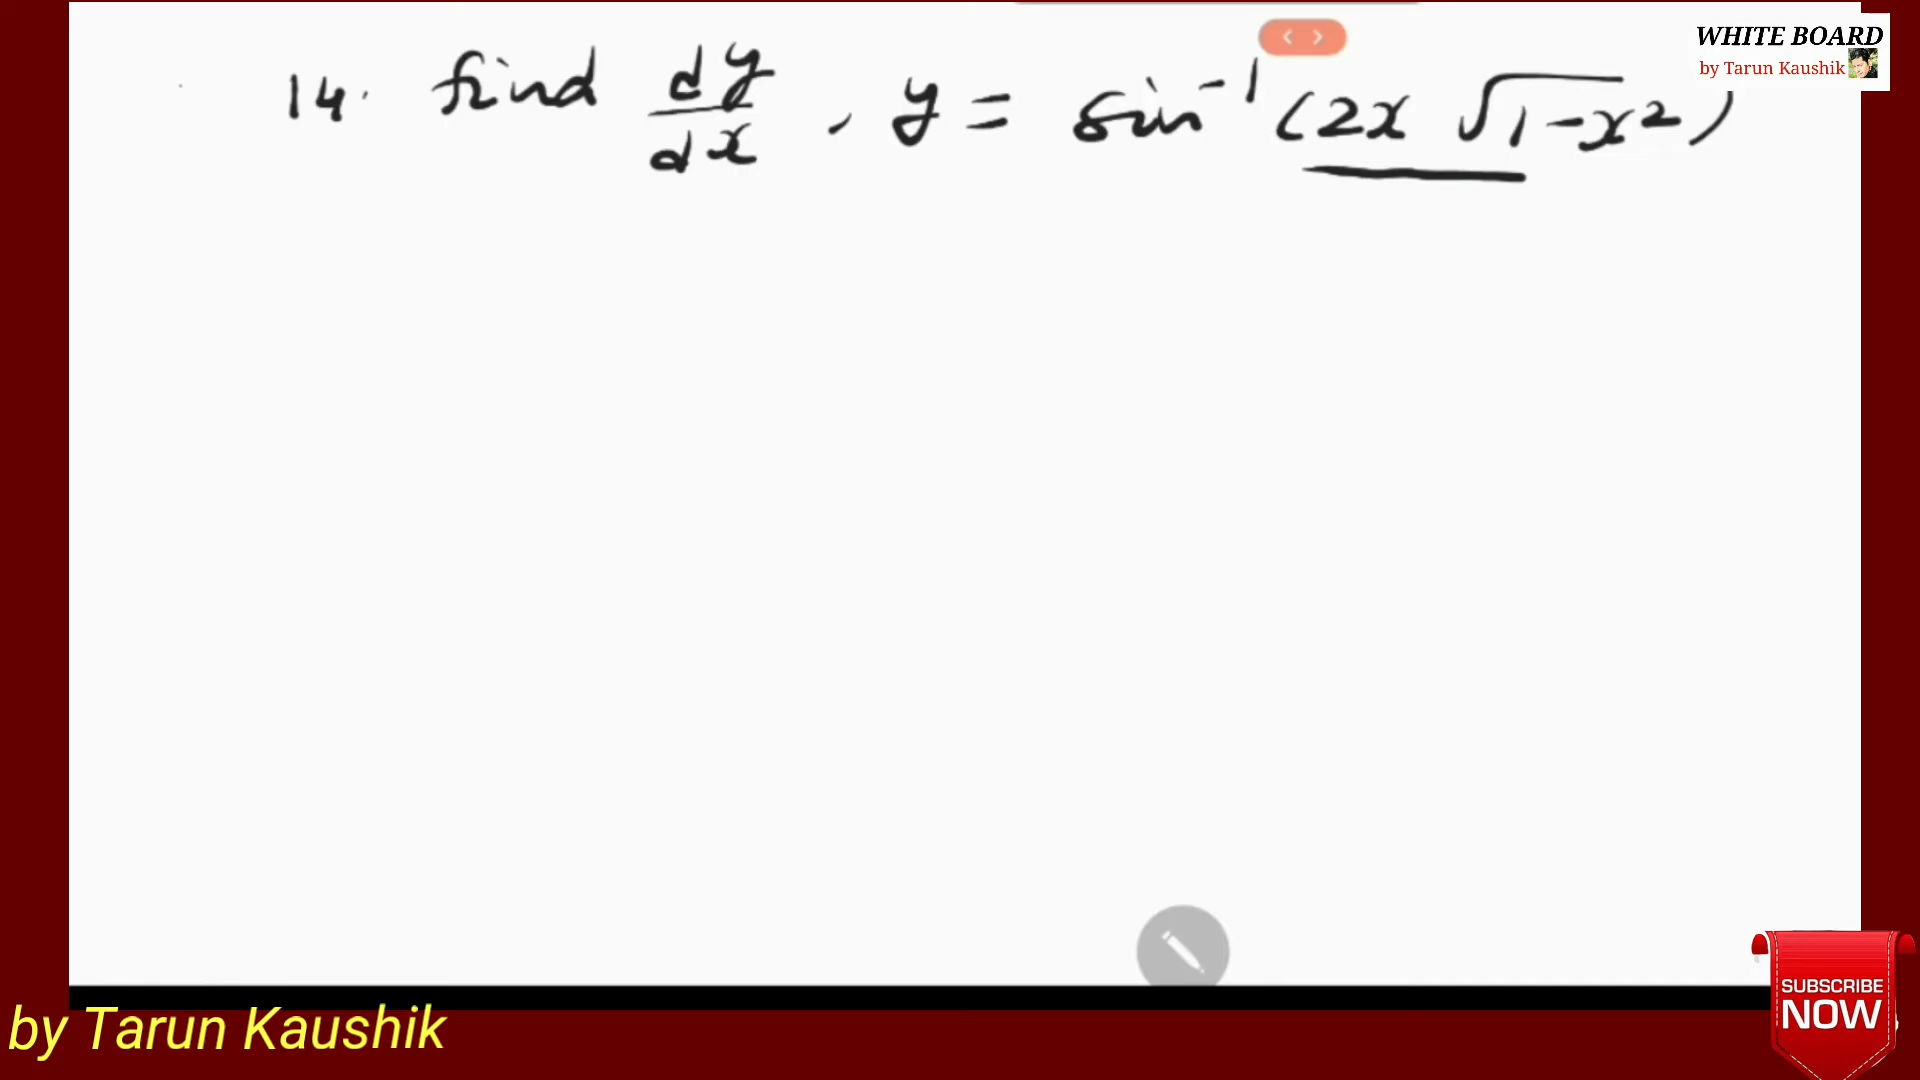 WHITE BOARD
by Tarun Kaushik
14. find dy/dx , y = sin⁻¹ (2x √1-x²)
by Tarun Kaushik
SUBSCRIBE
NOW